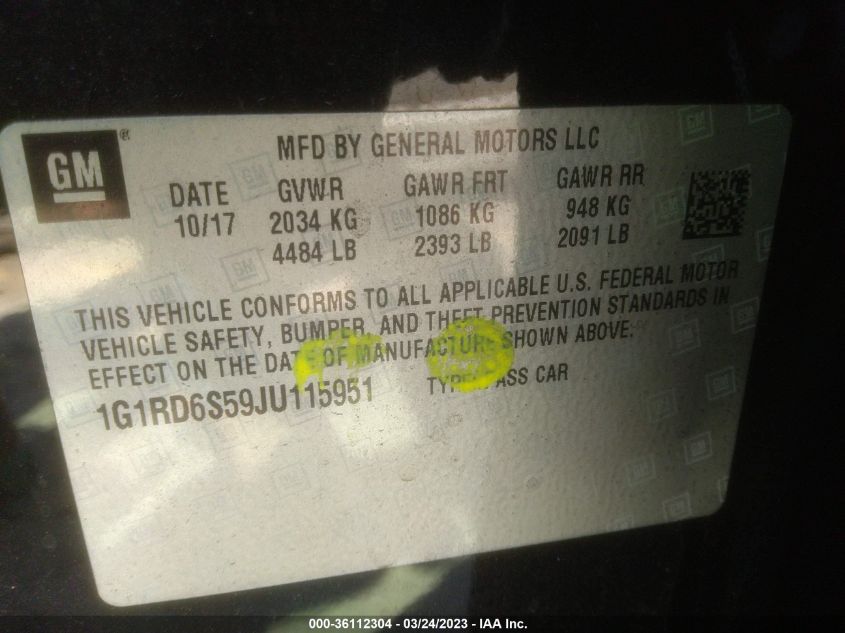 GM ®
MFD BY GENERAL MOTORS LLC
DATE GVWR GAWR FRT GAWR RR
10/17 2034 KG 1086 KG 948 KG
4484 LB 2393 LB 2091 LB
THIS VEHICLE CONFORMS TO ALL APPLICABLE U.S. FEDERAL MOTOR
VEHICLE SAFETY, BUMPER, AND THEFT PREVENTION STANDARDS IN
EFFECT ON THE DATE OF MANUFACTURE SHOWN ABOVE.
1G1RD6S59JU115951 TYPE: PASS CAR
000-36112304 - 03/24/2023 - IAA Inc.